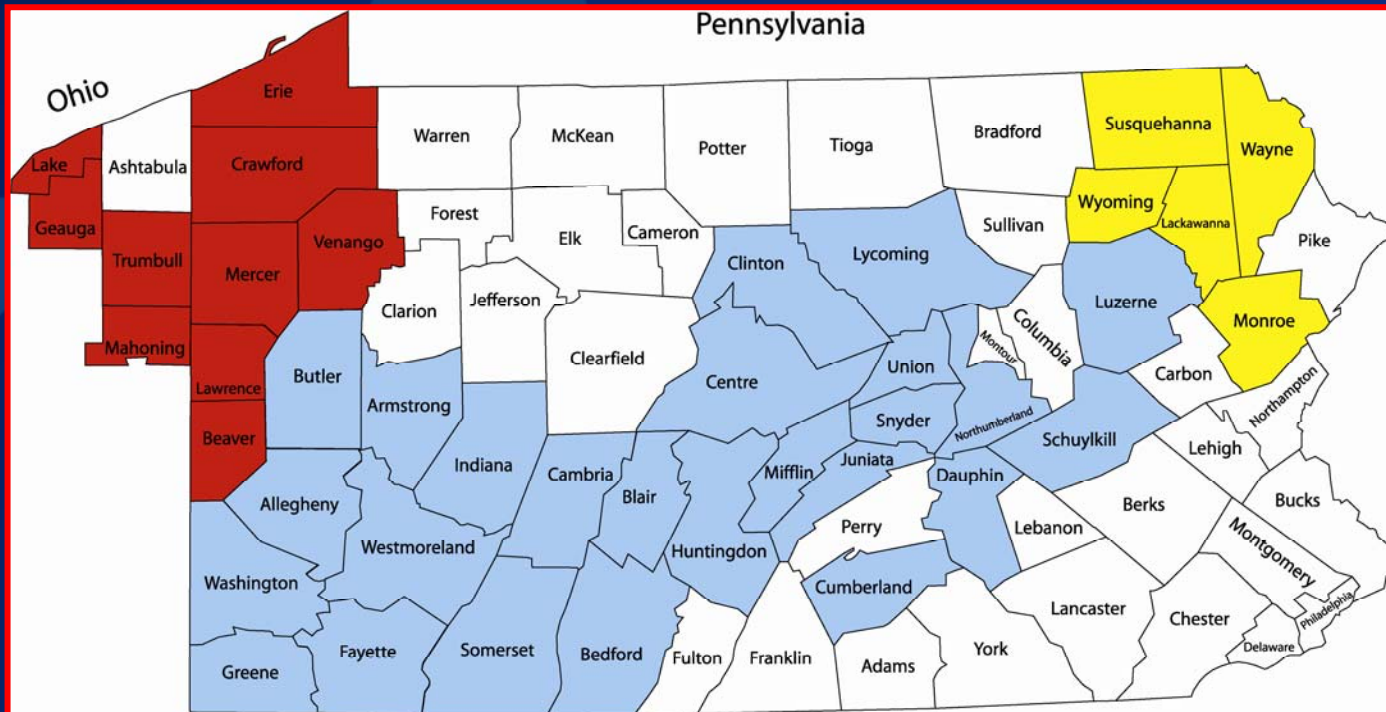 Pennsylvania
Ohio
Erie
Lake
Ashtabula
Crawford
Warren
McKean
Potter
Tioga
Bradford
Susquehanna
Wayne
Geauga
Trumbull
Mercer
Venango
Forest
Elk
Cameron
Clinton
Lycoming
Sullivan
Wyoming
Lackawanna
Pike
Mahoning
Lawrence
Butler
Clarion
Jefferson
Clearfield
Centre
Union
Montour
Columbia
Luzerne
Monroe
Carbon
Northampton
Beaver
Armstrong
Indiana
Cambria
Blair
Huntingdon
Mifflin
Juniata
Snyder
Northumberland
Schuylkill
Lehigh
Allegheny
Westmoreland
Washington
Perry
Dauphin
Lebanon
Berks
Bucks
Montgomery
Cumberland
Lancaster
Chester
Philadelphia
Delaware
Greene
Fayette
Somerset
Bedford
Fulton
Franklin
Adams
York